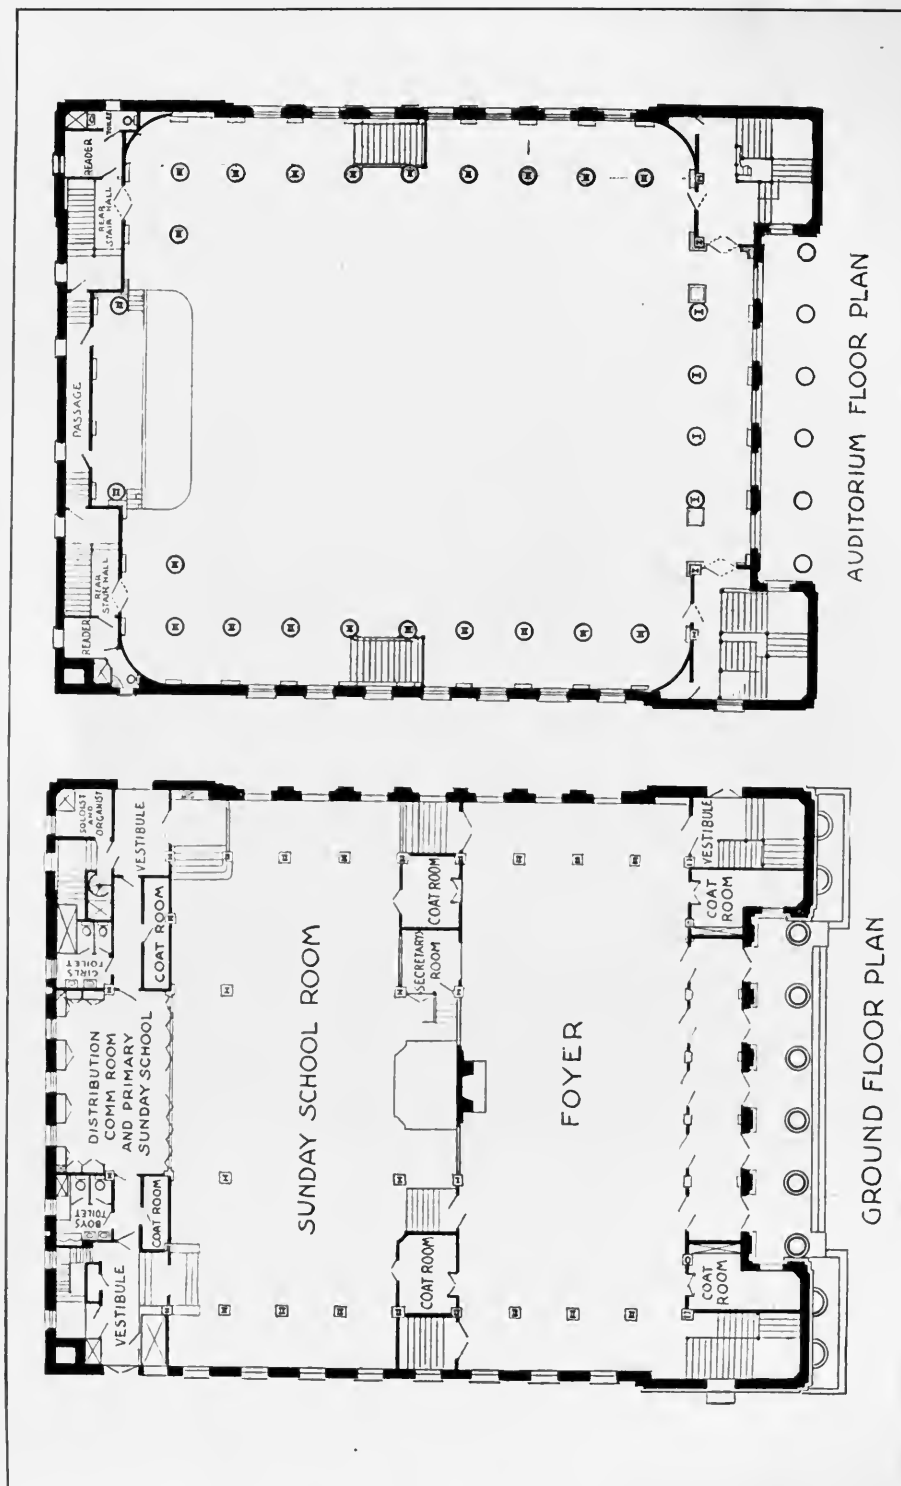 READER
TOILET
REAR
STAIR HALL
PASSAGE
REAR
STAIR HALL
READER
AUDITORIUM FLOOR PLAN
SOLOIST
AND
ORGANIST
VESTIBULE
GIRLS
TOILET
COAT ROOM
DISTRIBUTION
COMM ROOM
AND PRIMARY
SUNDAY SCHOOL
BOYS
TOILET
COAT ROOM
VESTIBULE
SUNDAY SCHOOL ROOM
COAT ROOM
SECRETARYS
ROOM
COAT ROOM
FOYER
VESTIBULE
COAT
ROOM
COAT
ROOM
GROUND FLOOR PLAN